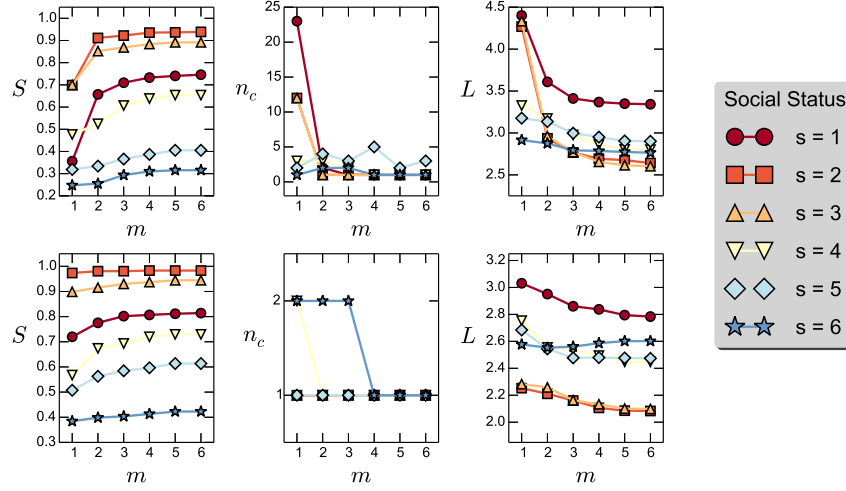 1.0
0.9
0.8
0.7
0.6
0.5
0.4
0.3
0.2
S
1 2 3 4 5 6
m
25
20
15
10
5
0
n_c
1 2 3 4 5 6
m
4.5
4.0
3.5
3.0
2.5
L
1 2 3 4 5 6
m
Social Status
s = 1
s = 2
s = 3
s = 4
s = 5
s = 6
1.0
0.9
0.8
0.7
0.6
0.5
0.4
0.3
S
1 2 3 4 5 6
m
2
1
n_c
1 2 3 4 5 6
m
3.2
3.0
2.8
2.6
2.4
2.2
2.0
L
1 2 3 4 5 6
m